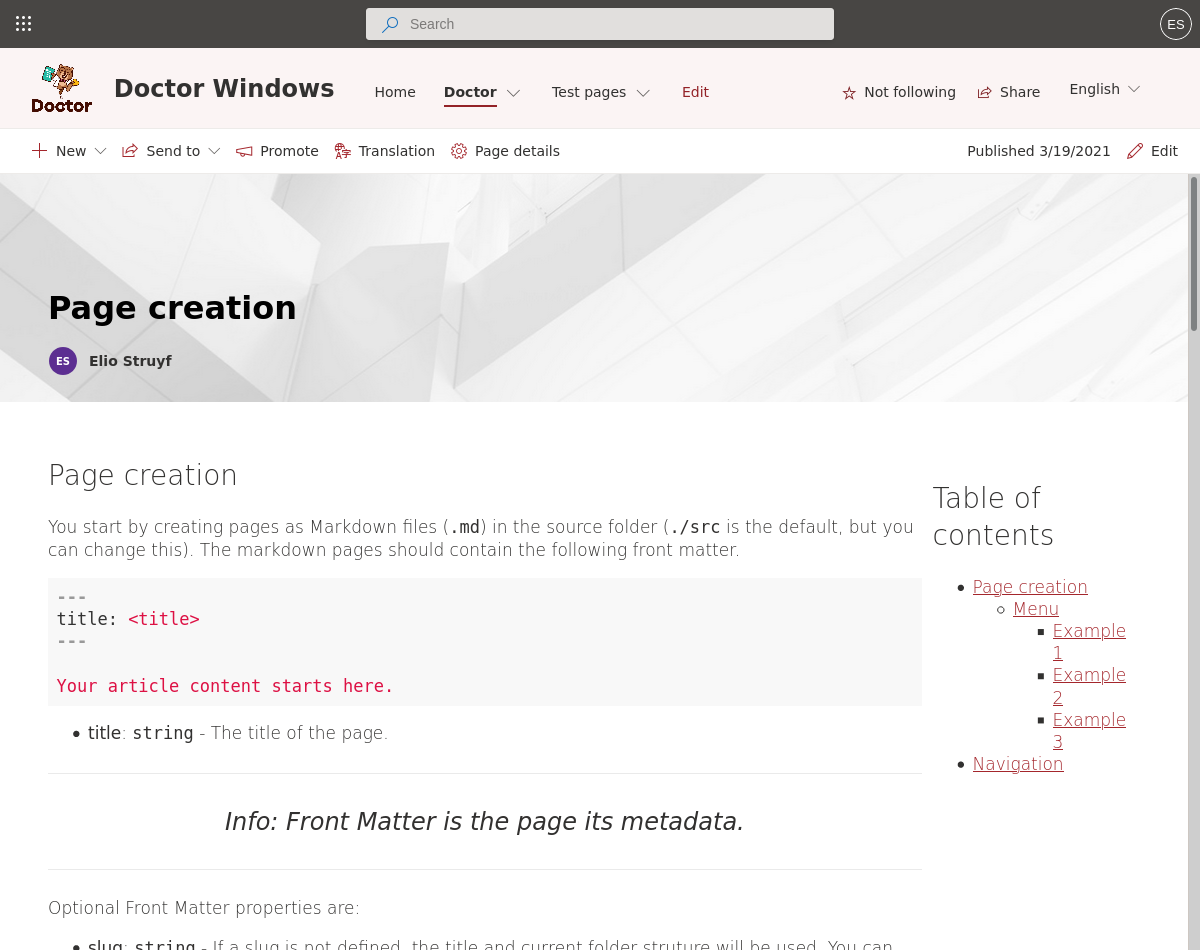 Search
ES
Doctor
Doctor Windows
Home
Doctor
Test pages
Edit
Not following
Share
English
New
Send to
Promote
Translation
Page details
Published 3/19/2021
Edit
Page creation
ES
Elio Struyf
Page creation
You start by creating pages as Markdown files (.md) in the source folder (./src is the default, but you
can change this). The markdown pages should contain the following front matter.
---
title: <title>
---
Your article content starts here.
title: string - The title of the page.
Info: Front Matter is the page its metadata.
Optional Front Matter properties are:
slug: string - If a slug is not defined, the title and current folder struture will be used. You can
Table of
contents
Page creation
Menu
Example
1
Example
2
Example
3
Navigation